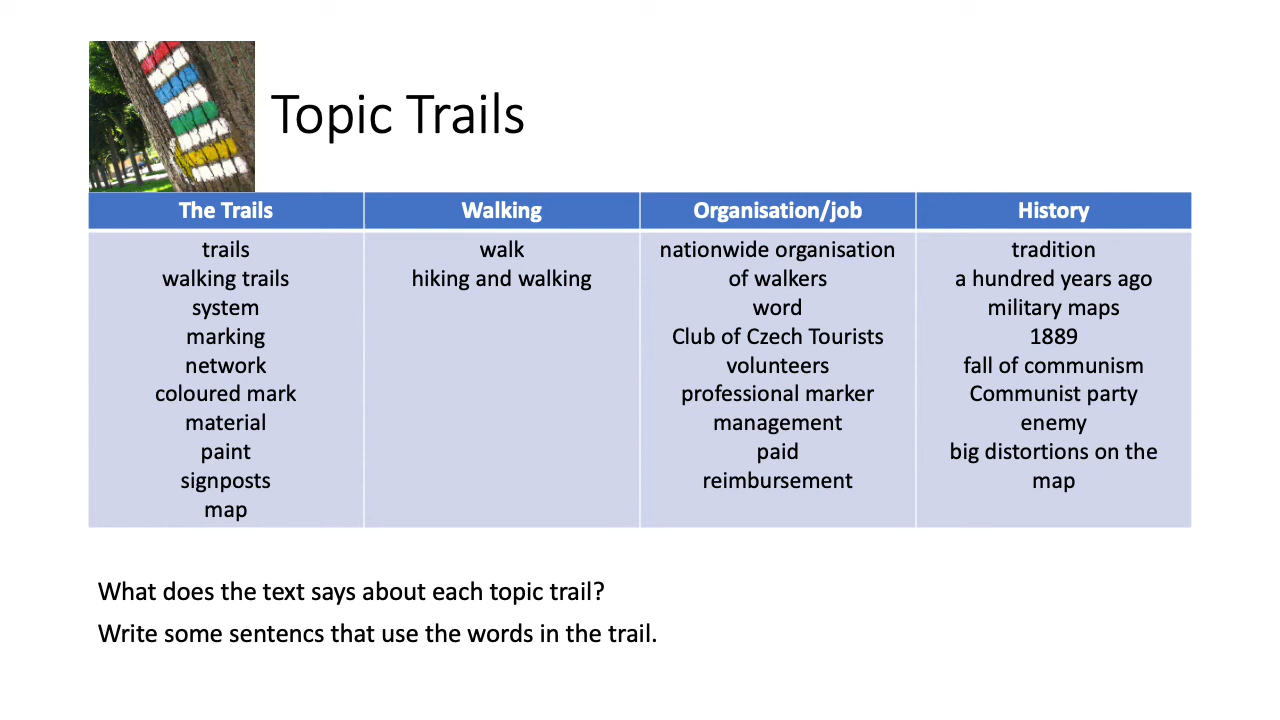 Topic Trails
The Trails
Walking
Organisation/job
History
trails
walking trails
system
marking
network
coloured mark
material
paint
signposts
map
walk
hiking and walking
nationwide organisation
of walkers
word
Club of Czech Tourists
volunteers
professional marker
management
paid
reimbursement
tradition
a hundred years ago
military maps
1889
fall of communism
Communist party
enemy
big distortions on the
map
What does the text says about each topic trail?
Write some sentencs that use the words in the trail.